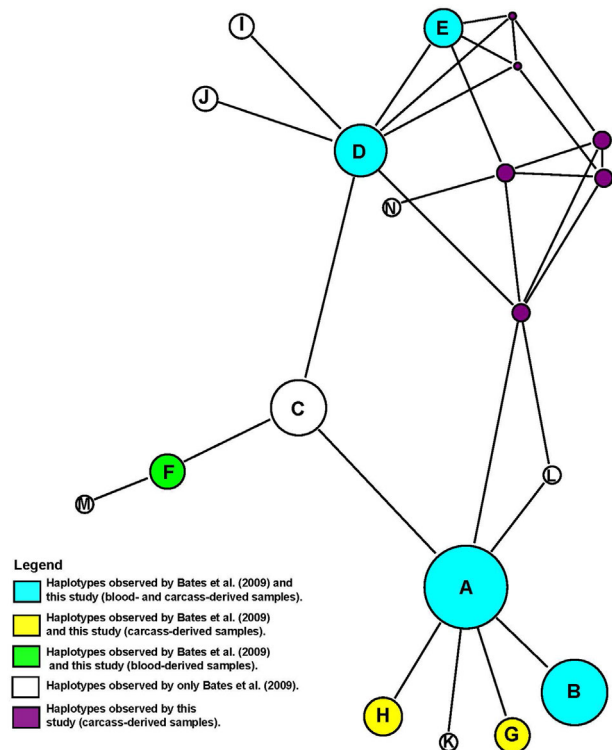 I
E
J
D
N
C
F
L
M
A
B
H
K
G
Legend
Haplotypes observed by Bates et al. (2009) and
this study (blood- and carcass-derived samples).
Haplotypes observed by Bates et al. (2009)
and this study (carcass-derived samples).
Haplotypes observed by Bates et al. (2009)
and this study (blood-derived samples).
Haplotypes observed by only Bates et al. (2009).
Haplotypes observed by this
study (carcass-derived samples).